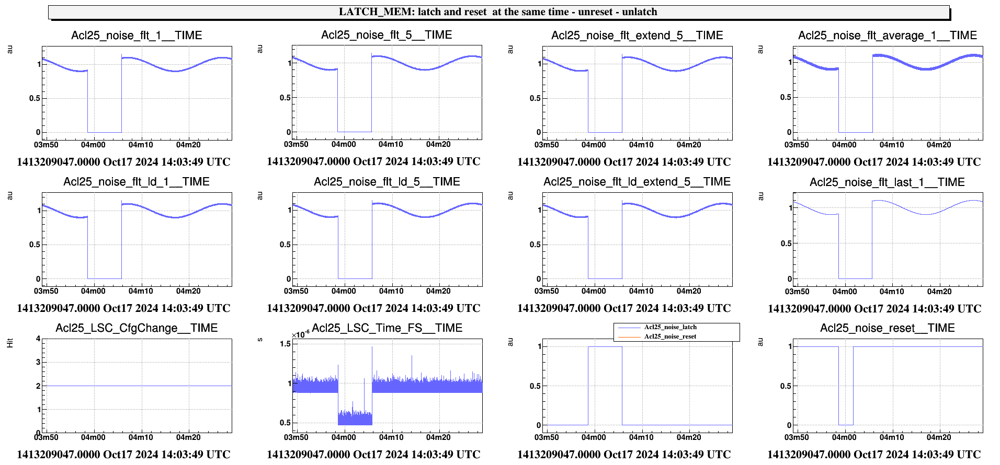 LATCH_MEM: latch and reset  at the same time - unreset - unlatch
Acl25_noise_flt_1__TIME
au
1
0.5
0
03m50 04m00 04m10 04m20
1413209047.0000 Oct17 2024 14:03:49 UTC
Acl25_noise_flt_5__TIME
au
1
0.5
0
03m50 04m00 04m10 04m20
1413209047.0000 Oct17 2024 14:03:49 UTC
Acl25_noise_flt_extend_5__TIME
au
1
0.5
0
03m50 04m00 04m10 04m20
1413209047.0000 Oct17 2024 14:03:49 UTC
Acl25_noise_flt_average_1__TIME
au
1
0.5
0
03m50 04m00 04m10 04m20
1413209047.0000 Oct17 2024 14:03:49 UTC
Acl25_noise_flt_ld_1__TIME
au
1
0.5
0
03m50 04m00 04m10 04m20
1413209047.0000 Oct17 2024 14:03:49 UTC
Acl25_noise_flt_ld_5__TIME
au
1
0.5
0
03m50 04m00 04m10 04m20
1413209047.0000 Oct17 2024 14:03:49 UTC
Acl25_noise_flt_ld_extend_5__TIME
au
1
0.5
0
03m50 04m00 04m10 04m20
1413209047.0000 Oct17 2024 14:03:49 UTC
Acl25_noise_flt_last_1__TIME
au
1
0.5
0
03m50 04m00 04m10 04m20
1413209047.0000 Oct17 2024 14:03:49 UTC
Acl25_LSC_CfgChange__TIME
Hit
4
3
2
1
0
03m50 04m00 04m10 04m20
1413209047.0000 Oct17 2024 14:03:49 UTC
Acl25_LSC_Time_FS__TIME
×10-6
s
1.5
1
0.5
03m50 04m00 04m10 04m20
1413209047.0000 Oct17 2024 14:03:49 UTC
Acl25_noise_latch
Acl25_noise_reset
au
1
0.5
0
03m50 04m00 04m10 04m20
1413209047.0000 Oct17 2024 14:03:49 UTC
Acl25_noise_reset__TIME
au
1
0.5
0
03m50 04m00 04m10 04m20
1413209047.0000 Oct17 2024 14:03:49 UTC